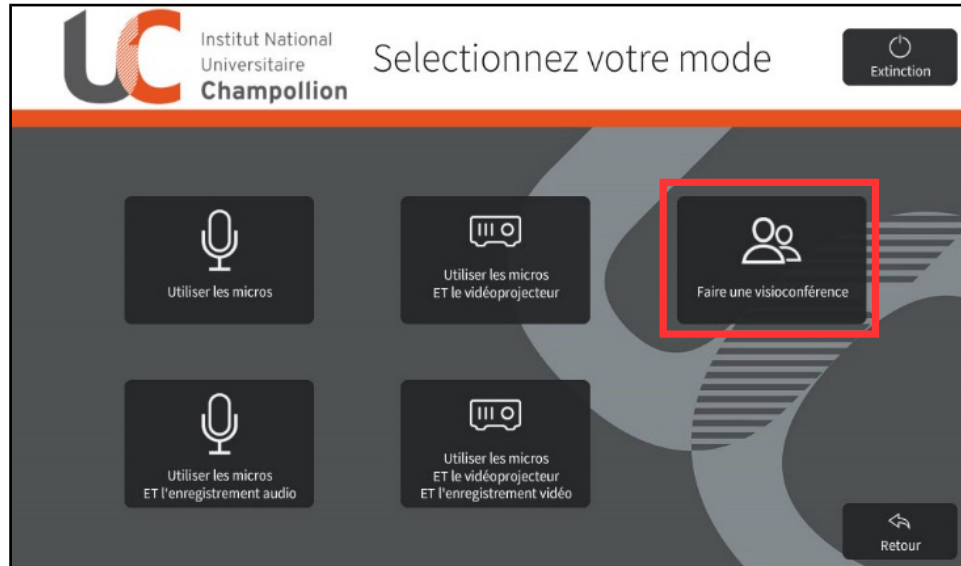 UC
Institut National
Universitaire
Champollion
Selectionnez votre mode
Extinction
Utiliser les micros
Utiliser les micros
ET le vidéoprojecteur
Faire une visioconférence
Utiliser les micros
ET l'enregistrement audio
Utiliser les micros
ET le vidéoprojecteur
ET l'enregistrement vidéo
Retour